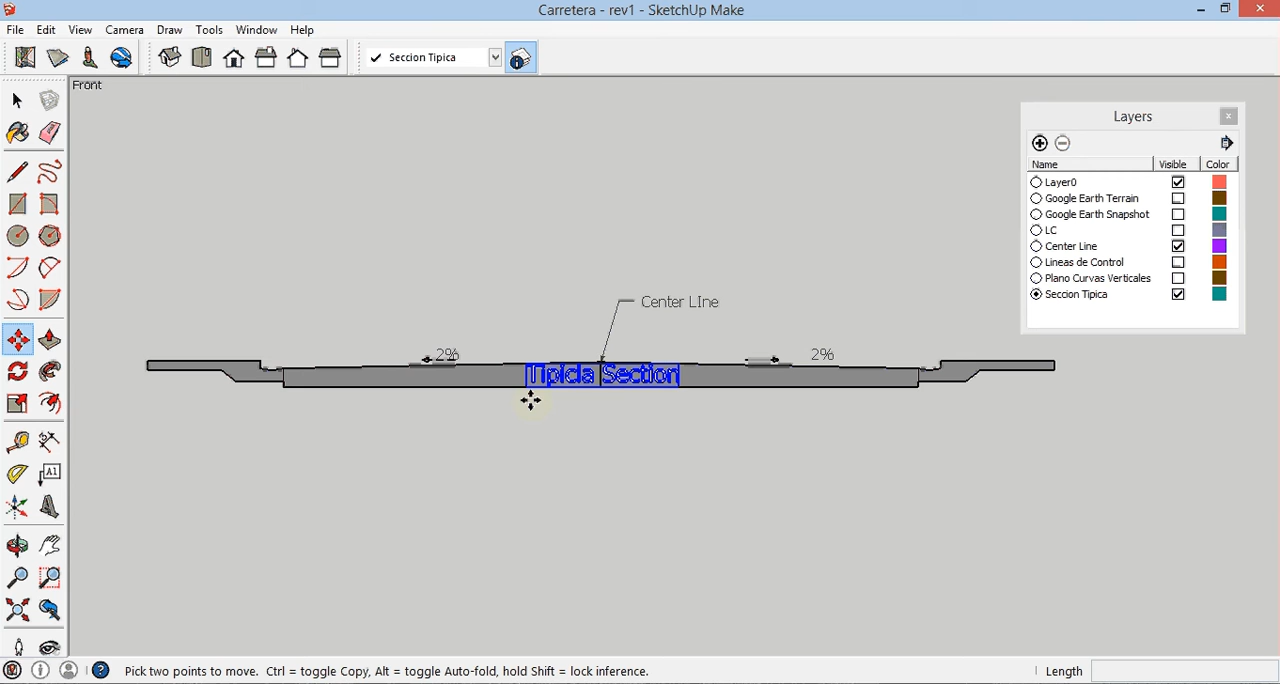 Carretera - rev1 - SketchUp Make
File Edit View Camera Draw Tools Window Help
Seccion Tipica
Front
Layers
Name Visible Color
Layer0
Google Earth Terrain
Google Earth Snapshot
LC
Center Line
Lineas de Control
Plano Curvas Verticales
Seccion Tipica
Center LIne
2% 2%
Tipicla Section
A1
Pick two points to move. Ctrl = toggle Copy, Alt = toggle Auto-fold, hold Shift = lock inference. Length